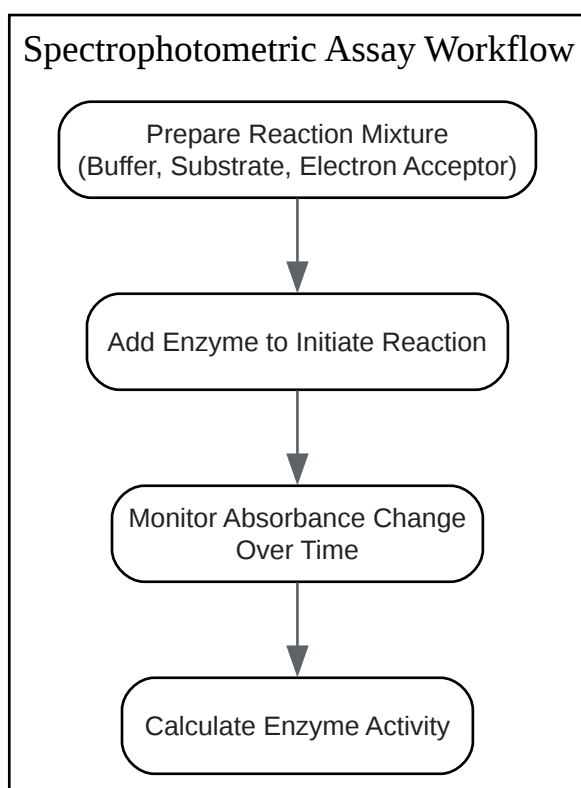 Spectrophotometric Assay Workflow
Prepare Reaction Mixture
(Buffer, Substrate, Electron Acceptor)
Add Enzyme to Initiate Reaction
Monitor Absorbance Change
Over Time
Calculate Enzyme Activity